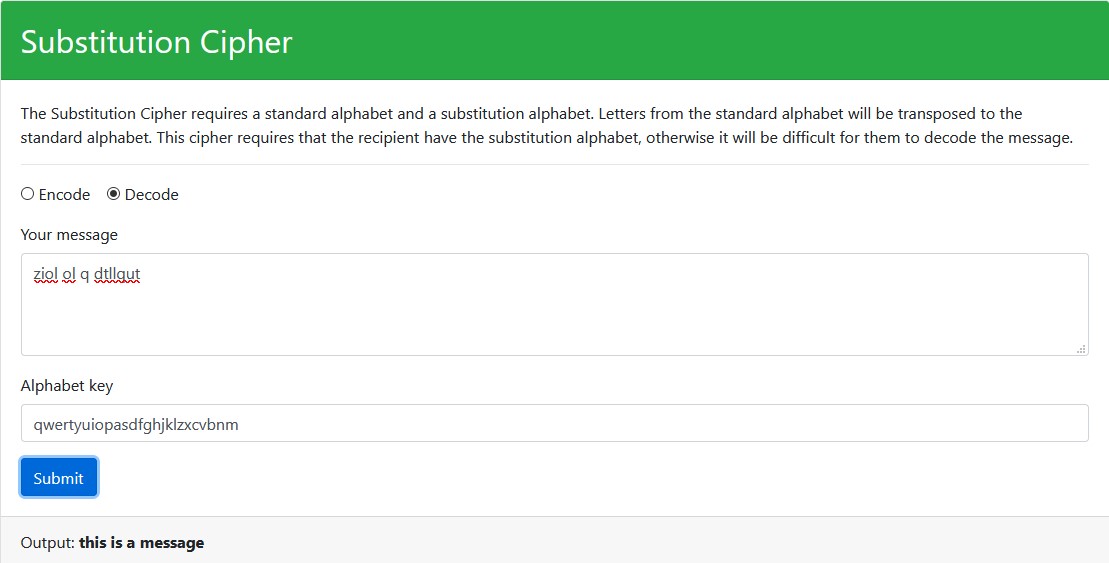 Substitution Cipher
The Substitution Cipher requires a standard alphabet and a substitution alphabet. Letters from the standard alphabet will be transposed to the
standard alphabet. This cipher requires that the recipient have the substitution alphabet, otherwise it will be difficult for them to decode the message.
Encode Decode
Your message
ziol ol q dtllqut
Alphabet key
qwertyuiopasdfghjklzxcvbnm
Submit
Output: this is a message